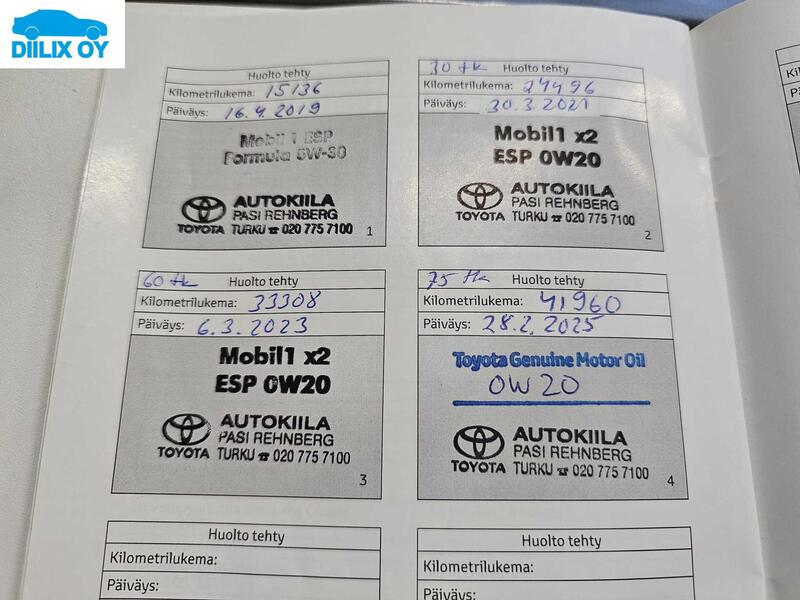 DIILIX OY
Huolto tehty
Kilometrilukema: 15136
Päiväys: 16.4.2019
Mobil 1 ESP
Formula 5W-30
AUTOKIILA
PASI REHNBERG
TOYOTA TURKU ☎ 020 775 7100
1
30 tk Huolto tehty
Kilometrilukema: 27496
Päiväys: 30.3.2021
Mobil1 x2
ESP 0W20
AUTOKIILA
PASI REHNBERG
TOYOTA TURKU ☎ 020 775 7100
2
60 tk Huolto tehty
Kilometrilukema: 33308
Päiväys: 6.3.2023
Mobil1 x2
ESP 0W20
AUTOKIILA
PASI REHNBERG
TOYOTA TURKU ☎ 020 775 7100
3
75 tk Huolto tehty
Kilometrilukema: 41960
Päiväys: 28.2.2025
Toyota Genuine Motor Oil
0W20
AUTOKIILA
PASI REHNBERG
TOYOTA TURKU ☎ 020 775 7100
4
Huolto tehty
Kilometrilukema:
Päiväys:
Huolto tehty
Kilometrilukema:
Päiväys: